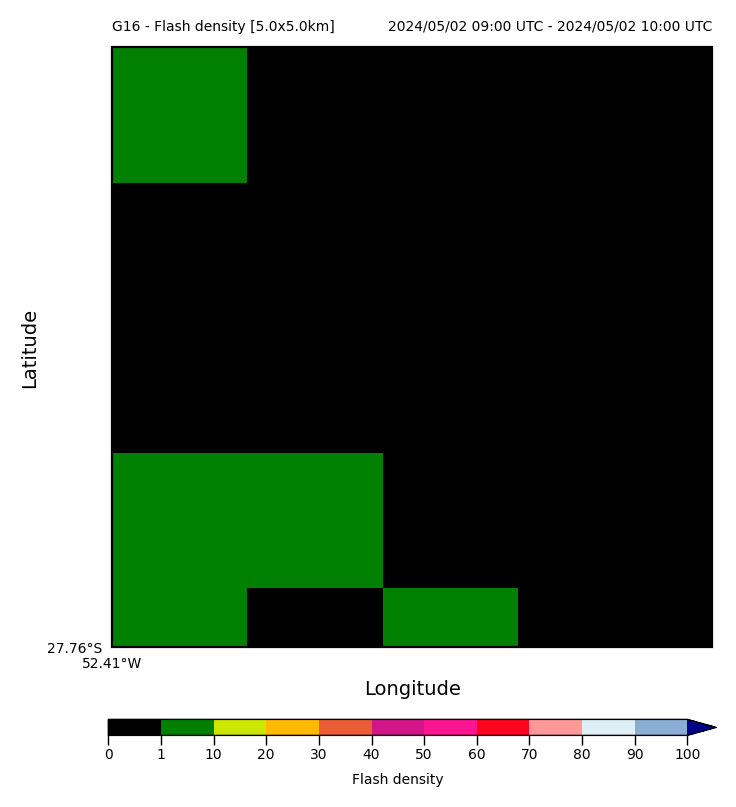 G16 - Flash density [5.0x5.0km] 2024/05/02 09:00 UTC - 2024/05/02 10:00 UTC
Latitude
27.76°S
52.41°W
Longitude
0 1 10 20 30 40 50 60 70 80 90 100
Flash density